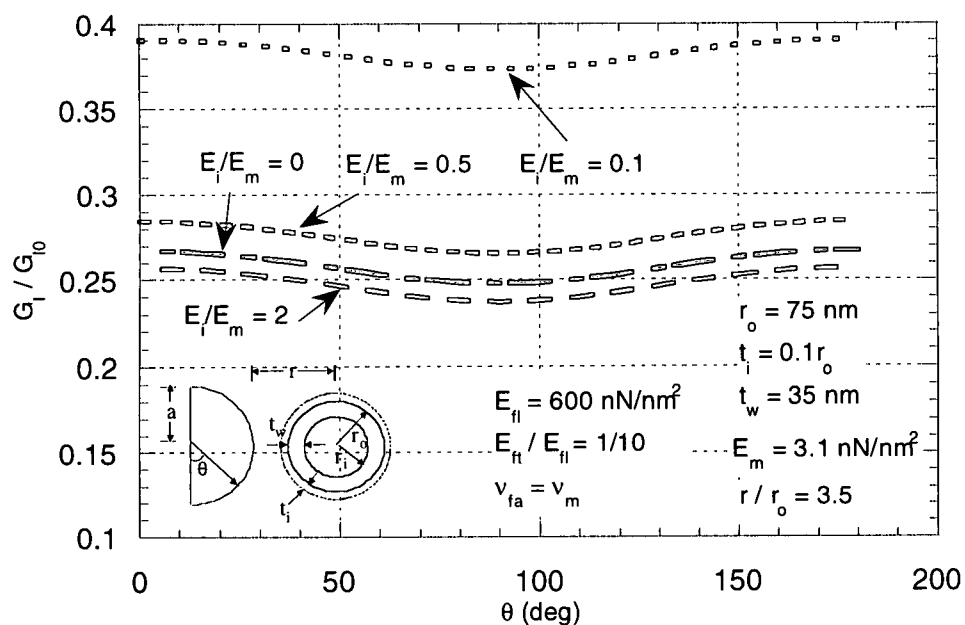 0.4
0.35
0.3
0.25
0.2
0.15
0.1
G_I / G_I0
E_i/E_m = 0
E_i/E_m = 0.5
E_i/E_m = 0.1
E_i/E_m = 2
r_o = 75 nm
t_i = 0.1r_o
t_w = 35 nm
E_m = 3.1 nN/nm²
r / r_o = 3.5
E_fl = 600 nN/nm²
E_ft / E_fl = 1/10
ν_fa = ν_m
r
a
θ
t_w
r_o
r_i
t_i
0 50 100 150 200
θ (deg)